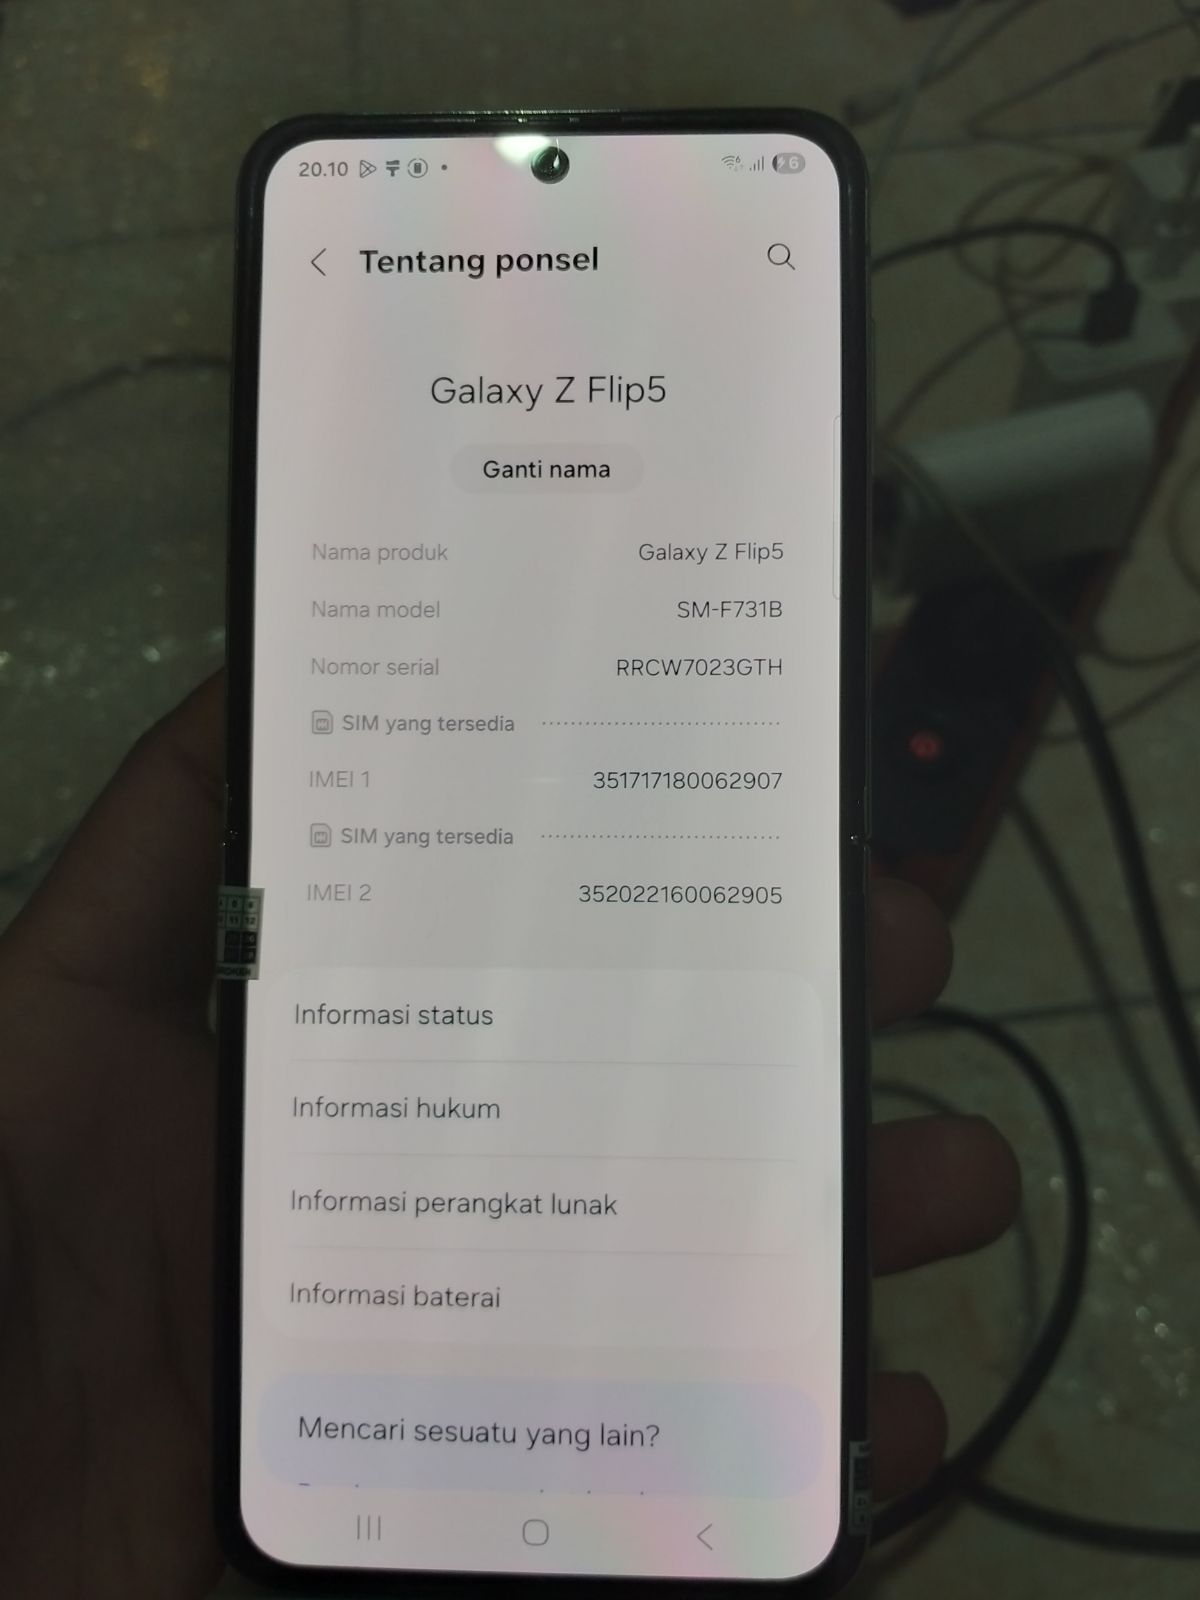 20.10
6
Tentang ponsel
Galaxy Z Flip5
Ganti nama
Nama produk Galaxy Z Flip5
Nama model SM-F731B
Nomor serial RRCW7023GTH
SIM yang tersedia
IMEI 1 351717180062907
SIM yang tersedia
IMEI 2 352022160062905
Informasi status
Informasi hukum
Informasi perangkat lunak
Informasi baterai
Mencari sesuatu yang lain?